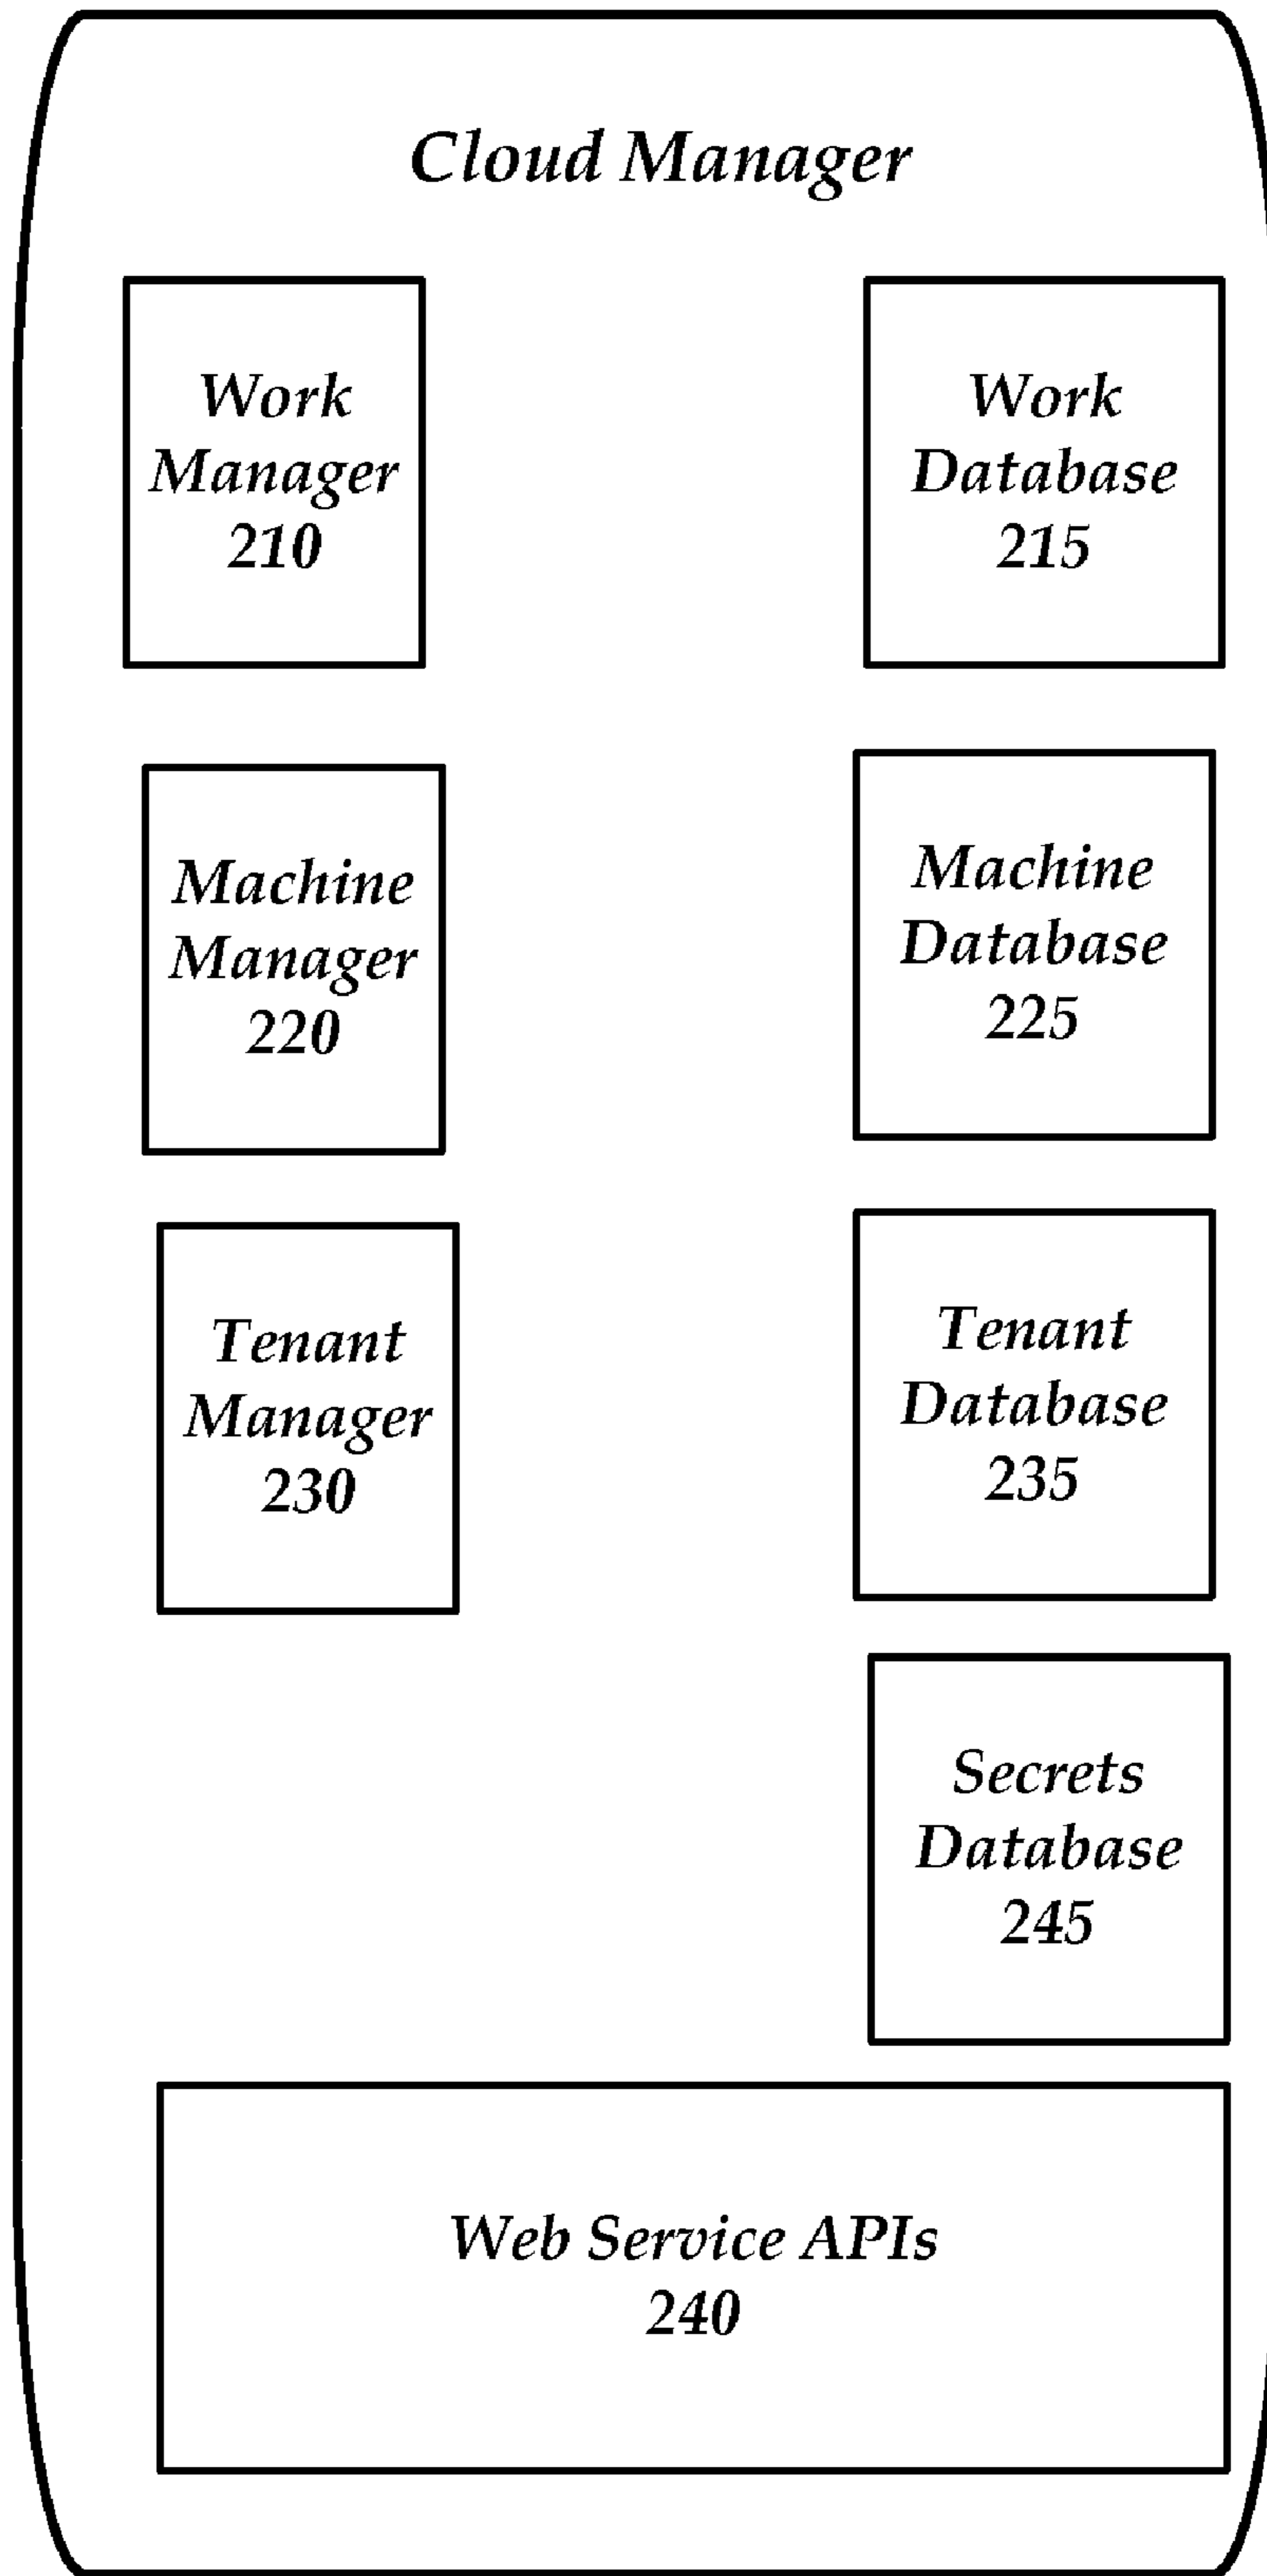 Cloud Manager
Work
Manager
210
Work
Database
215
Machine
Manager
220
Machine
Database
225
Tenant
Manager
230
Tenant
Database
235
Secrets
Database
245
Web Service APIs
240